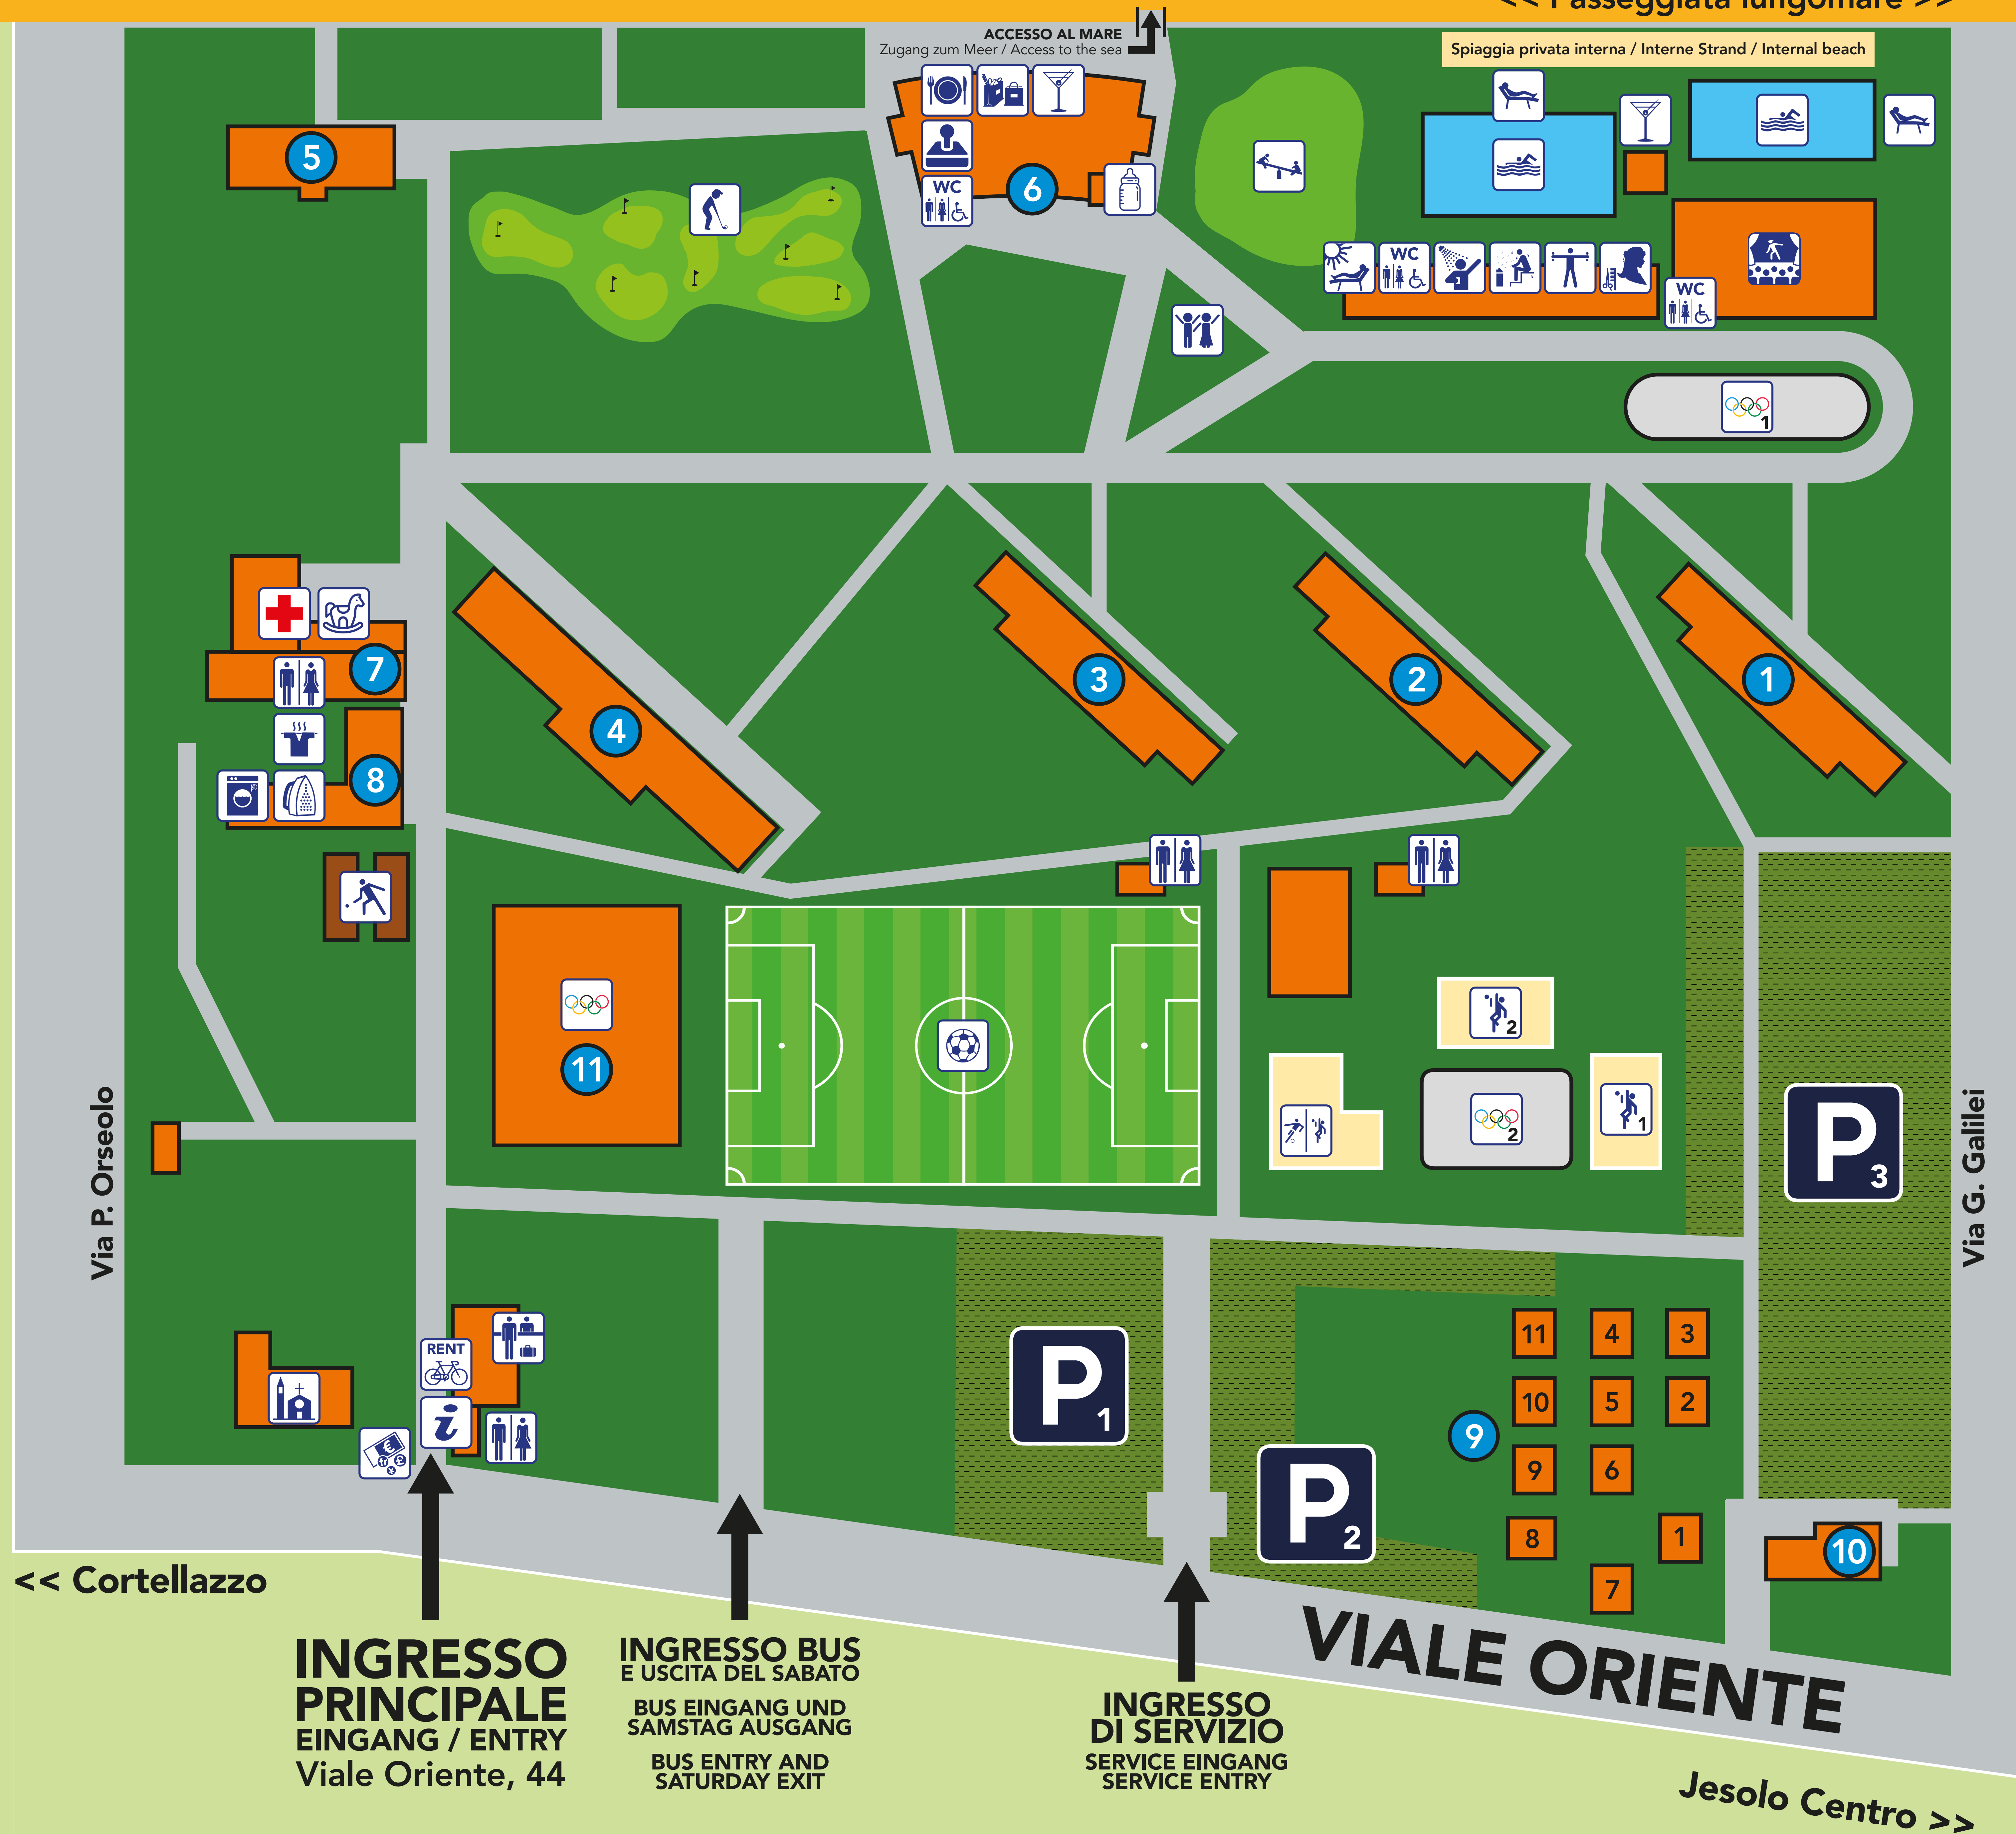 << Passeggiata lungomare >>
ACCESSO AL MARE
Zugang zum Meer / Access to the sea
Spiaggia privata interna / Interne Strand / Internal beach
5
WC
6
WC
WC
1
7
8
4
3
2
1
11
2
2
1
Via P. Orseolo
P
3
Via G. Galilei
RENT
i
€
£
¥
P
1
P
2
9
11
4
3
10
5
2
9
6
8
1
7
10
<< Cortellazzo
INGRESSO
PRINCIPALE
EINGANG / ENTRY
Viale Oriente, 44
INGRESSO BUS
E USCITA DEL SABATO
BUS EINGANG UND
SAMSTAG AUSGANG
BUS ENTRY AND
SATURDAY EXIT
INGRESSO
DI SERVIZIO
SERVICE EINGANG
SERVICE ENTRY
VIALE ORIENTE
Jesolo Centro >>